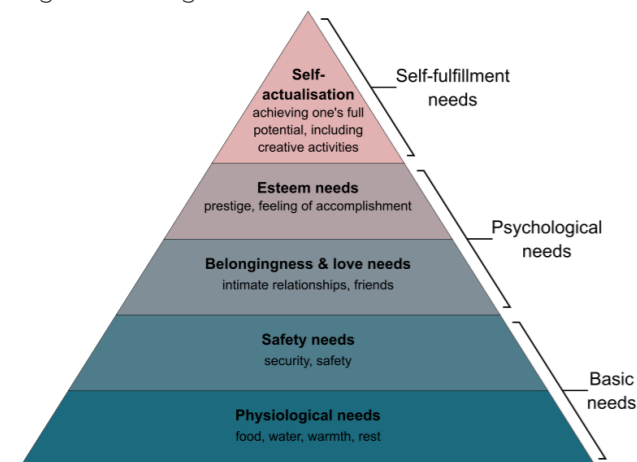 Self-
actualisation
achieving one's full
potential, including
creative activities
Self-fulfillment
needs
Esteem needs
prestige, feeling of accomplishment
Psychological
needs
Belongingness & love needs
intimate relationships, friends
Safety needs
security, safety
Basic
needs
Physiological needs
food, water, warmth, rest